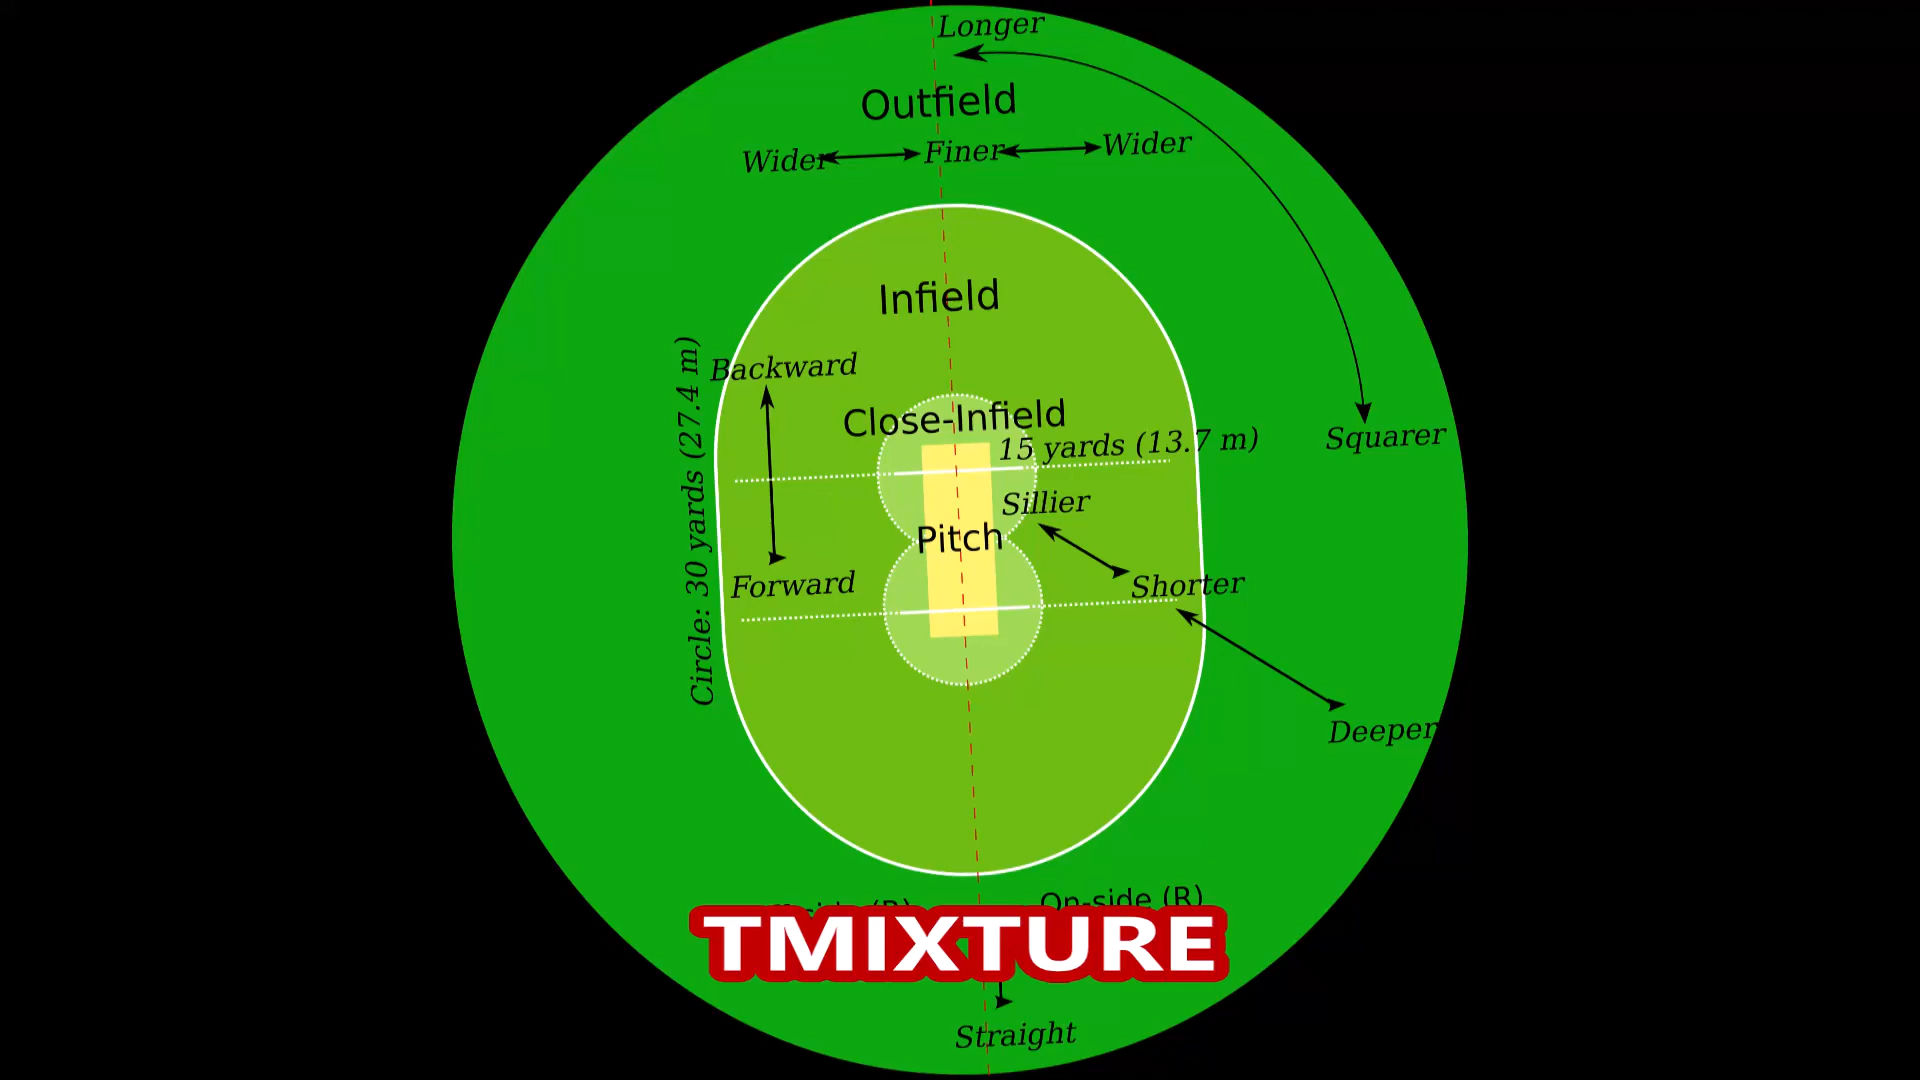 Longer
Outfield
Wider Finer Wider
Infield
Backward
Circle: 30 yards (27.4 m)
Close-Infield
15 yards (13.7 m)
Squarer
Sillier
Pitch
Forward
Shorter
Deeper
On-side (R)
TMIXTURE
Straight